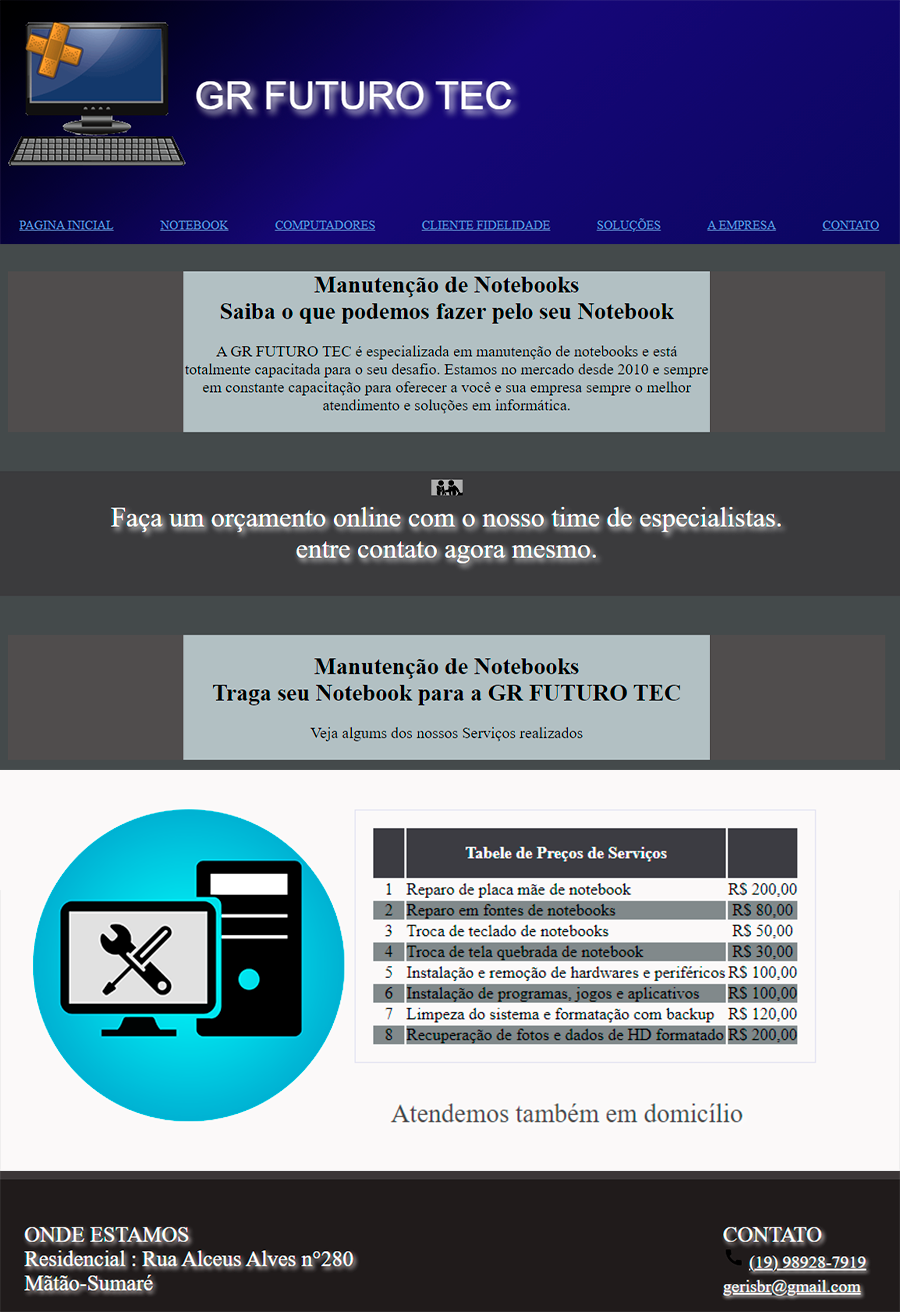 GR FUTURO TEC
PAGINA INICIAL NOTEBOOK COMPUTADORES CLIENTE FIDELIDADE SOLUÇÕES A EMPRESA CONTATO
Manutenção de Notebooks
Saiba o que podemos fazer pelo seu Notebook
A GR FUTURO TEC é especializada em manutenção de notebooks e está
totalmente capacitada para o seu desafio. Estamos no mercado desde 2010 e sempre
em constante capacitação para oferecer a você e sua empresa sempre o melhor
atendimento e soluções em informática.
Faça um orçamento online com o nosso time de especialistas.
entre contato agora mesmo.
Manutenção de Notebooks
Traga seu Notebook para a GR FUTURO TEC
Veja algums dos nossos Serviços realizados
Tabele de Preços de Serviços
1 Reparo de placa mãe de notebook R$ 200,00
2 Reparo em fontes de notebooks R$ 80,00
3 Troca de teclado de notebooks R$ 50,00
4 Troca de tela quebrada de notebook R$ 30,00
5 Instalação e remoção de hardwares e periféricos R$ 100,00
6 Instalação de programas, jogos e aplicativos R$ 100,00
7 Limpeza do sistema e formatação com backup R$ 120,00
8 Recuperação de fotos e dados de HD formatado R$ 200,00
Atendemos também em domicílio
ONDE ESTAMOS
Residencial : Rua Alceus Alves n°280
Mãtão-Sumaré
CONTATO
(19) 98928-7919
gerisbr@gmail.com